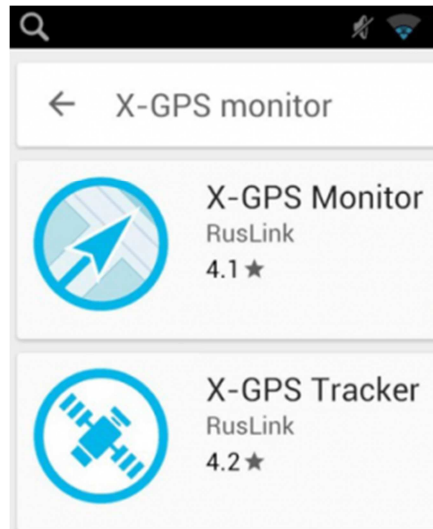 X-GPS monitor
X-GPS Monitor
RusLink
4.1★
X-GPS Tracker
RusLink
4.2★